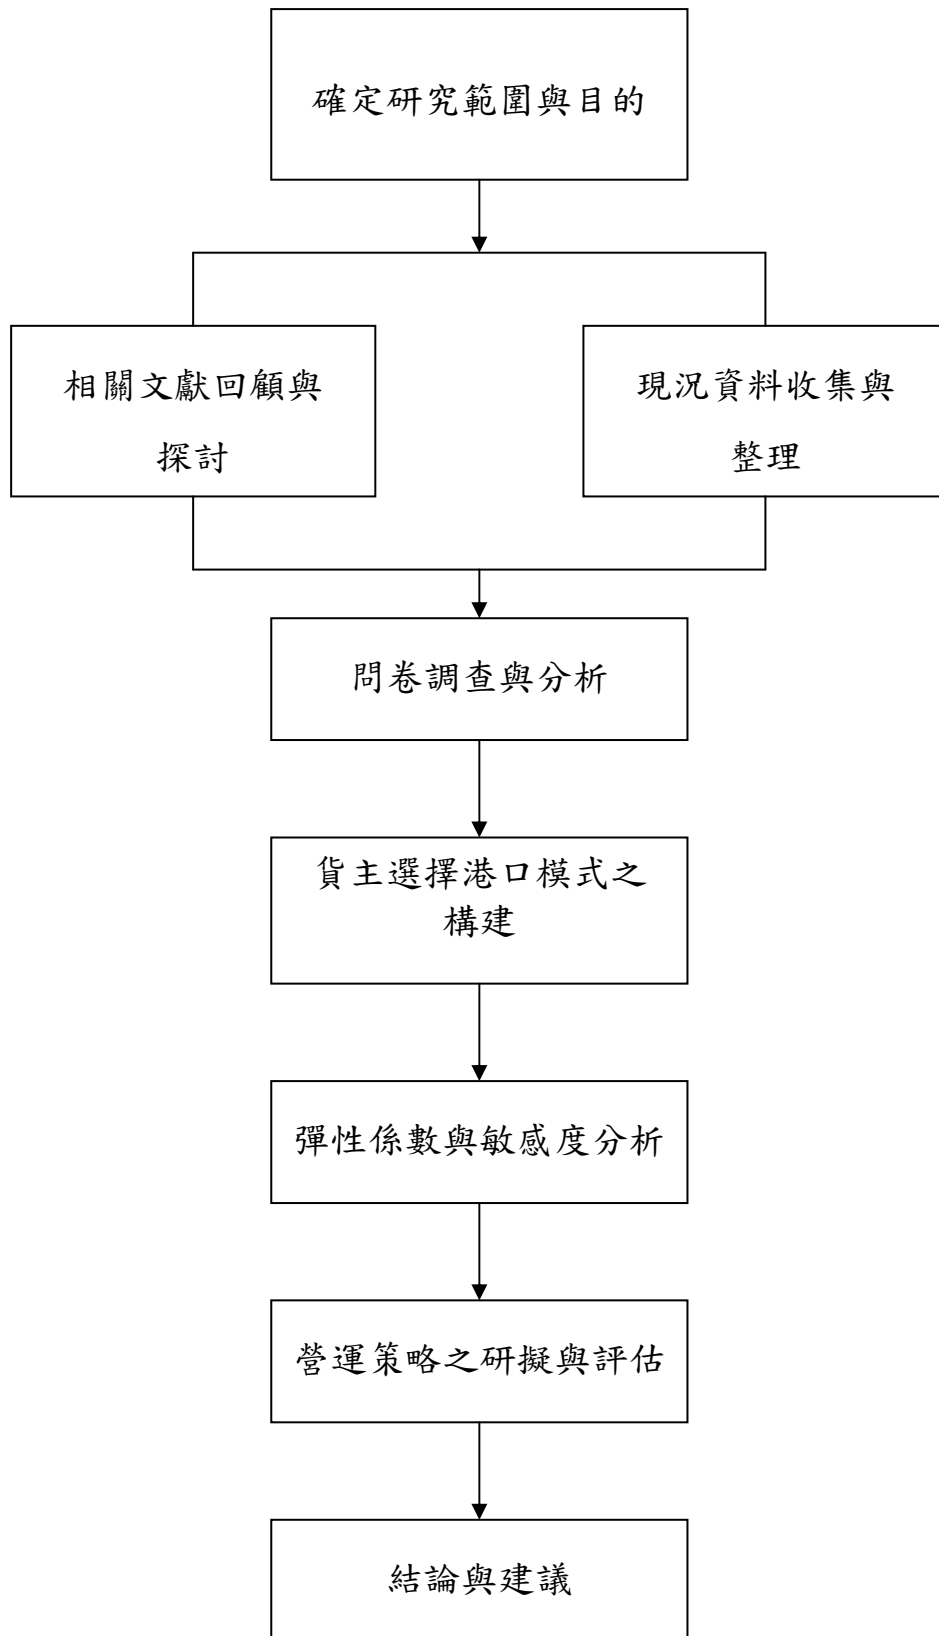 確定研究範圍與目的
相關文獻回顧與
探討
現況資料收集與
整理
問卷調查與分析
貨主選擇港口模式之
構建
彈性係數與敏感度分析
營運策略之研擬與評估
結論與建議